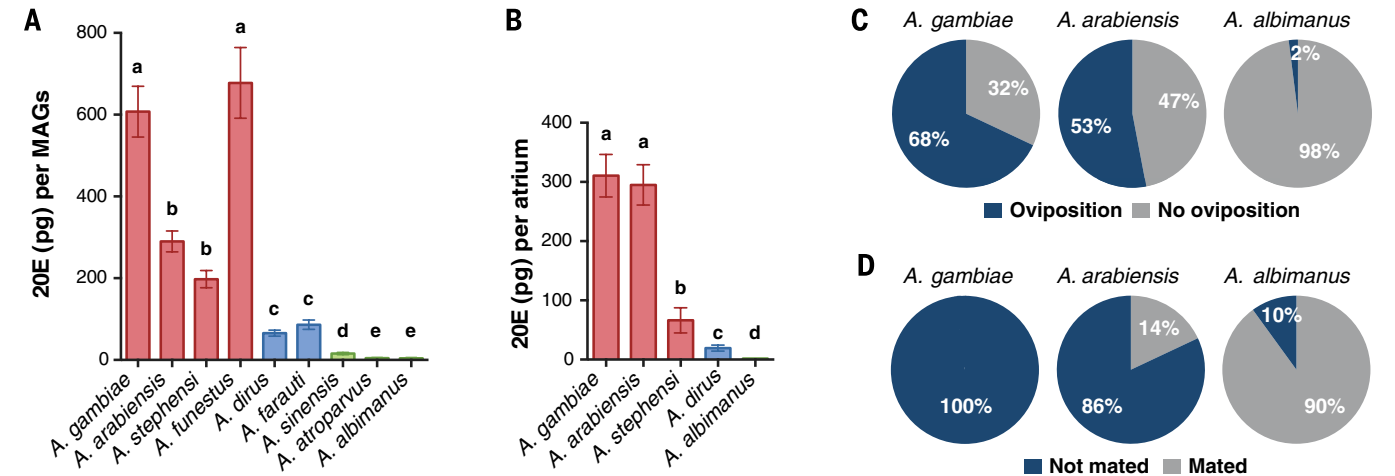 A
20E (pg) per MAGs
800
600
400
200
0
a
b
b
a
c
c
d
e
e
A. gambiae
A. arabiensis
A. stephensi
A. funestus
A. dirus
A. farauti
A. sinensis
A. atroparvus
A. albimanus
B
20E (pg) per atrium
400
300
200
100
0
a
a
b
c
d
A. gambiae
A. arabiensis
A. stephensi
A. dirus
A. albimanus
C
A. gambiae A. arabiensis A. albimanus
32%
68%
47%
53%
2%
98%
Oviposition No oviposition
D
A. gambiae A. arabiensis A. albimanus
100%
14%
86%
10%
90%
Not mated Mated